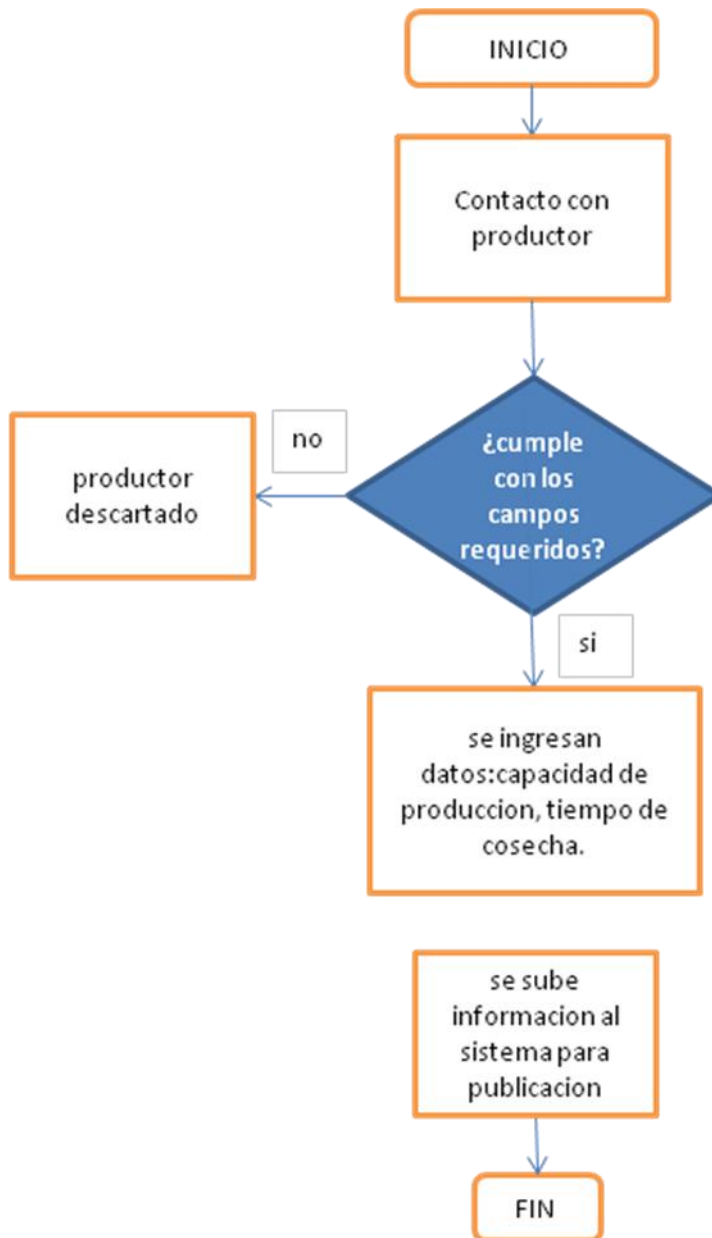 INICIO
Contacto con
productor
¿cumple
con los
campos
requeridos?
no
productor
descartado
si
se ingresan
datos:capacidad de
produccion, tiempo de
cosecha.
se sube
informacion al
sistema para
publicacion
FIN